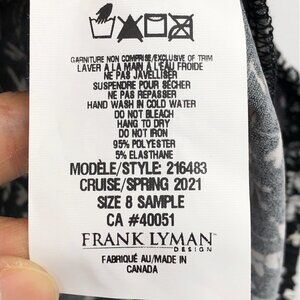 GARNITURE NON COMPRISE/EXCLUSIVE OF TRIM
LAVER A LA MAIN A L'EAU FROIDE
NE PAS JAVELLISER
SUSPENDRE POUR SÉCHER
NE PAS REPASSER
HAND WASH IN COLD WATER
DO NOT BLEACH
HANG TO DRY
DO NOT IRON
95% POLYESTER
5% ELASTHANE
MODÈLE/STYLE: 216483
CRUISE/SPRING 2021
SIZE 8 SAMPLE
CA #40051
FRANK LYMAN
DESIGN
FABRIQUÉ AU/MADE IN
CANADA